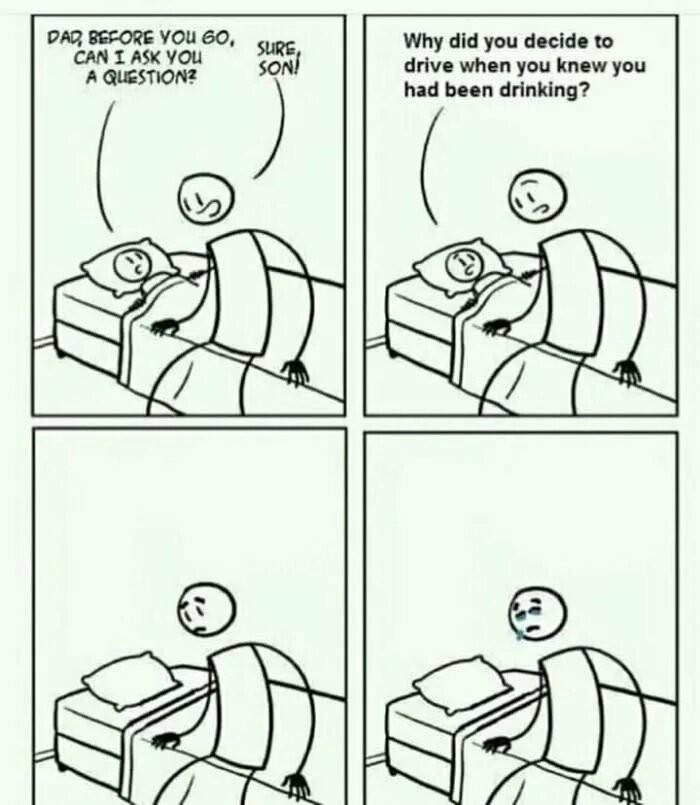 DAD, BEFORE YOU GO,
CAN I ASK YOU
A QUESTION?
SURE,
SON!
Why did you decide to
drive when you knew you
had been drinking?